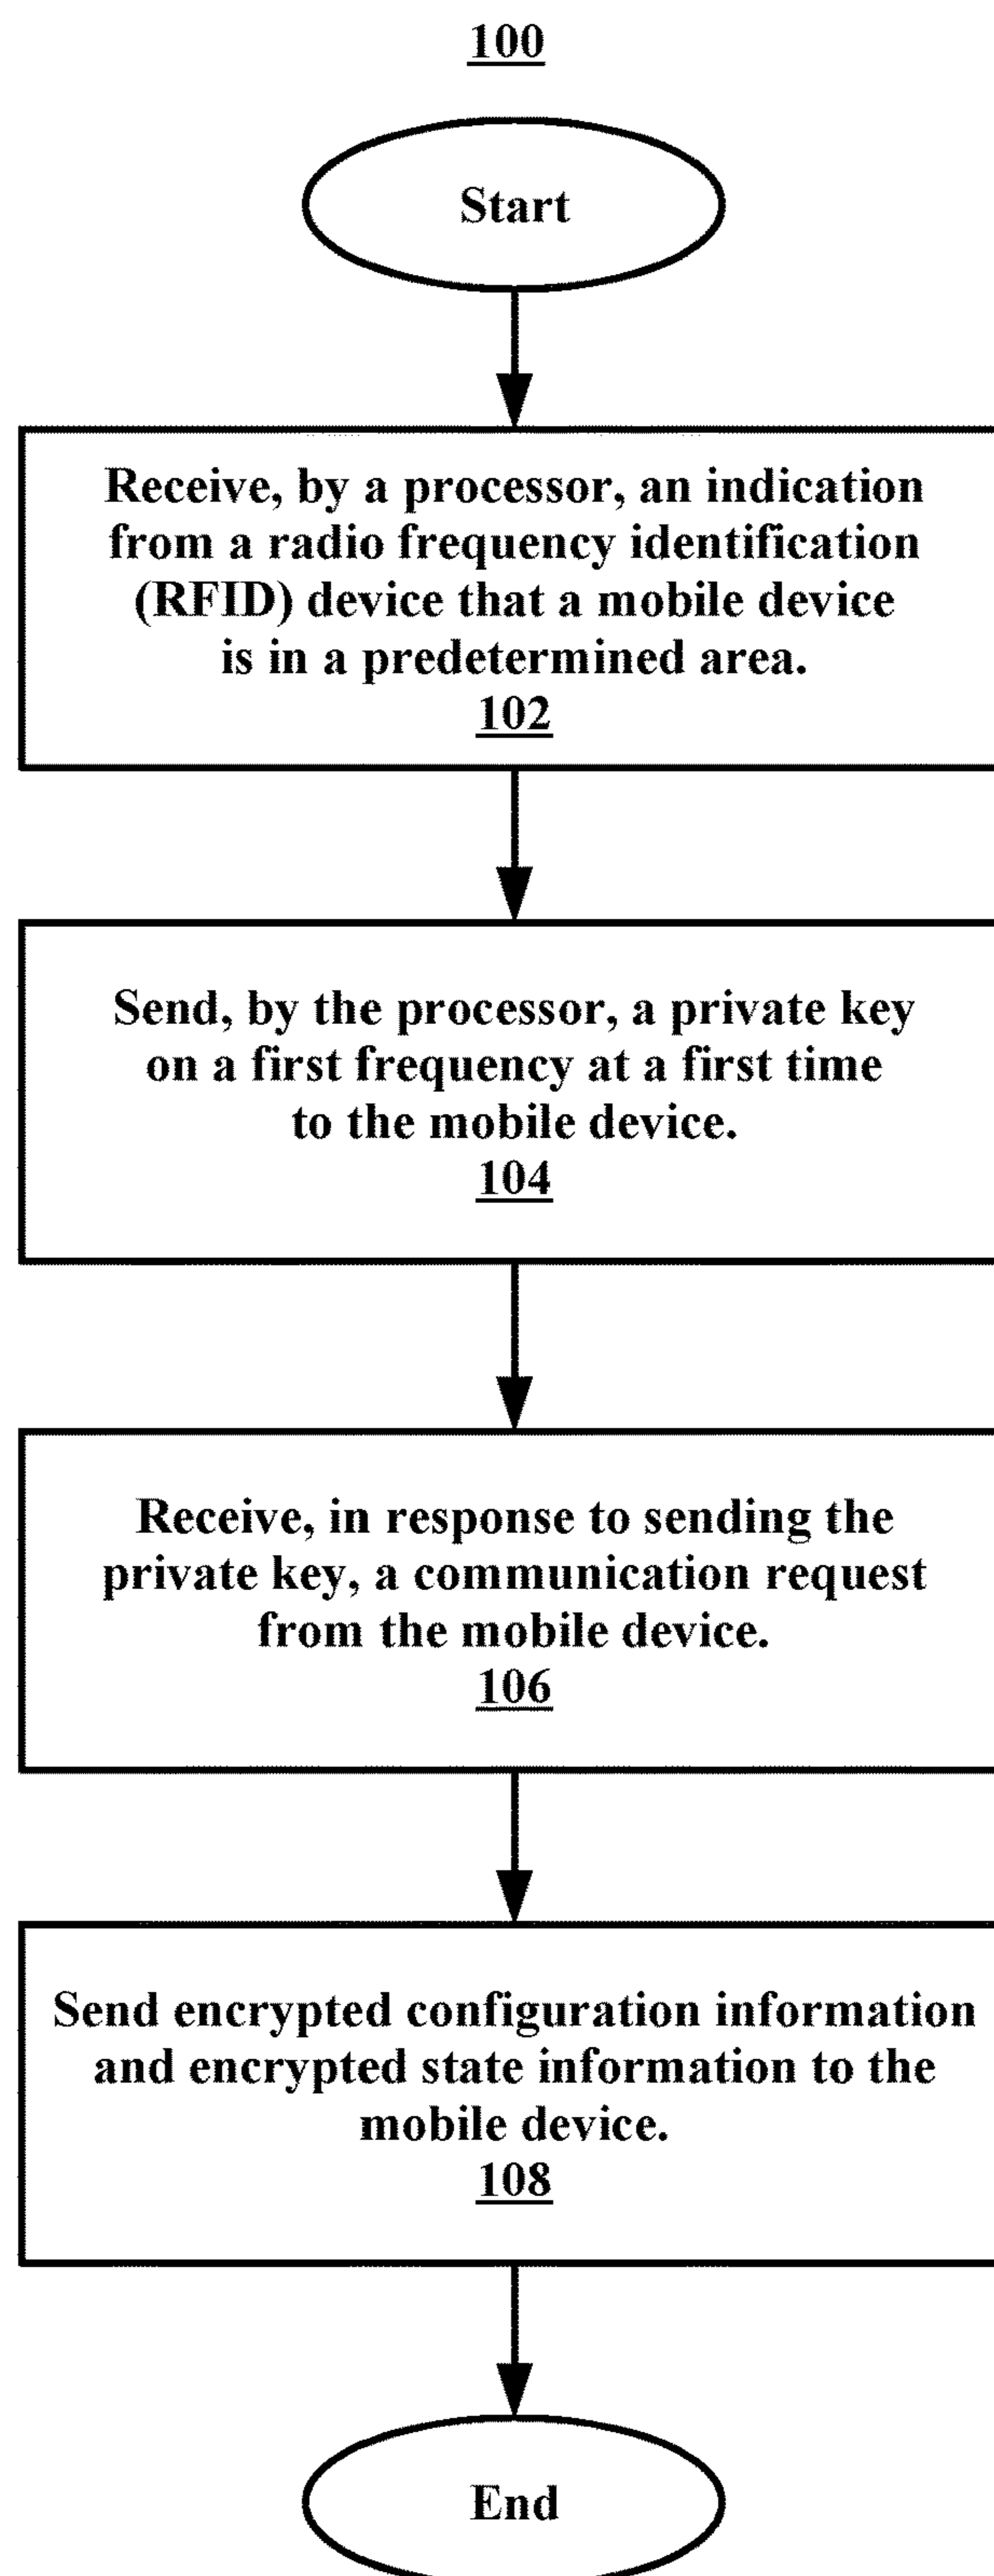 100
Start
Receive, by a processor, an indication
from a radio frequency identification
(RFID) device that a mobile device
is in a predetermined area.
102
Send, by the processor, a private key
on a first frequency at a first time
to the mobile device.
104
Receive, in response to sending the
private key, a communication request
from the mobile device.
106
Send encrypted configuration information
and encrypted state information to the
mobile device.
108
End